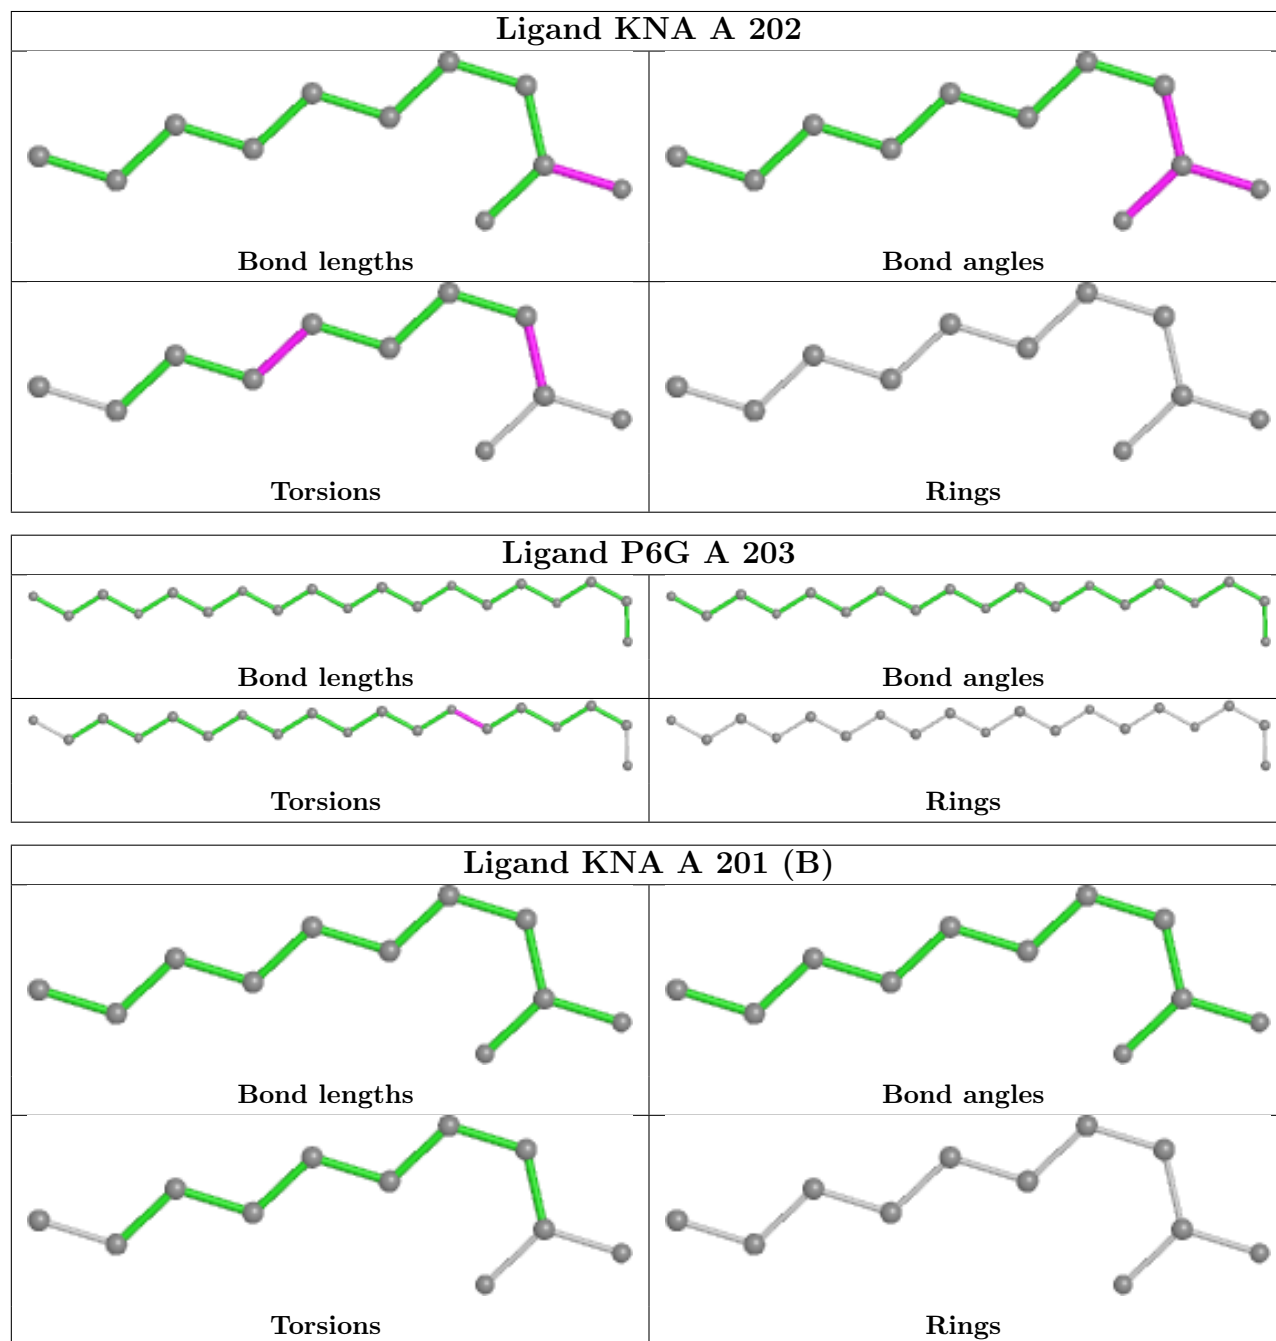 Ligand KNA A 202
Bond lengths
Bond angles
Torsions
Rings
Ligand P6G A 203
Bond lengths
Bond angles
Torsions
Rings
Ligand KNA A 201 (B)
Bond lengths
Bond angles
Torsions
Rings